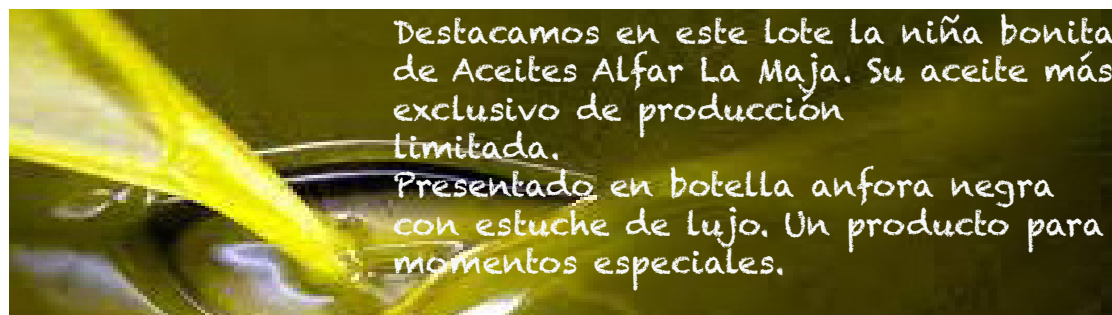 Destacamos en este lote la niña bonita
de Aceites Alfar La Maja. Su aceite más
exclusivo de producción
limitada.
Presentado en botella anfora negra
con estuche de lujo. Un producto para
momentos especiales.